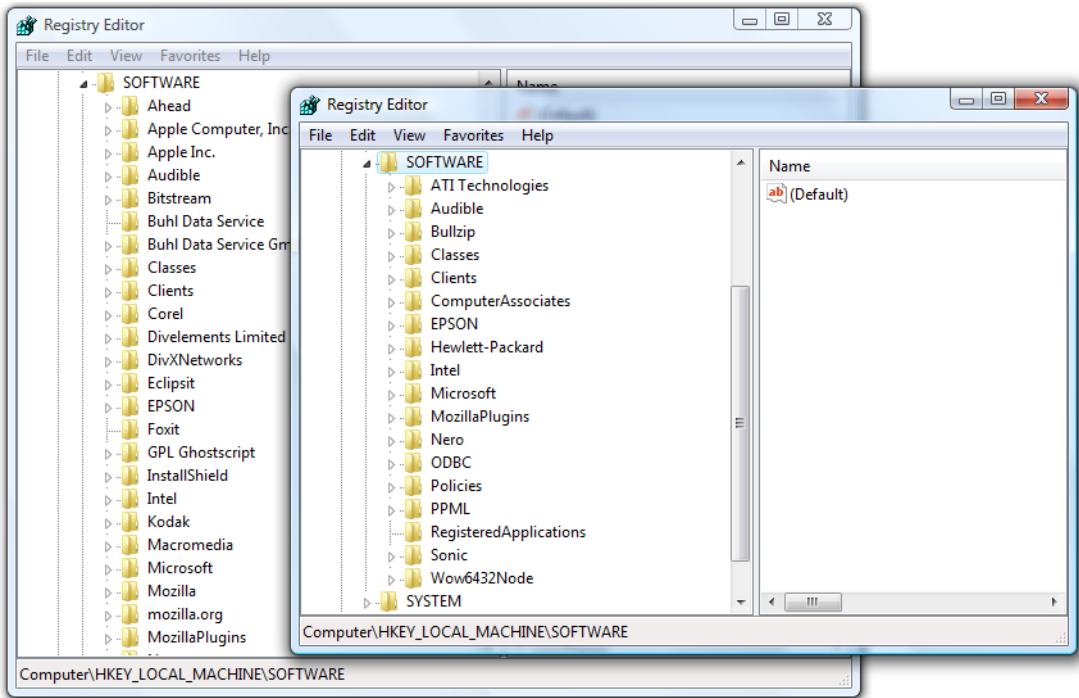 Registry Editor
File Edit View Favorites Help
SOFTWARE
Ahead
Apple Computer, Inc
Apple Inc.
Audible
Bitstream
Buhl Data Service
Buhl Data Service Gm
Classes
Clients
Corel
Divelements Limited
DivXNetworks
Eclipsit
EPSON
Foxit
GPL Ghostscript
InstallShield
Intel
Kodak
Macromedia
Microsoft
Mozilla
mozilla.org
MozillaPlugins
Computer\HKEY_LOCAL_MACHINE\SOFTWARE
Name
Registry Editor
File Edit View Favorites Help
SOFTWARE
ATI Technologies
Audible
Bullzip
Classes
Clients
ComputerAssociates
EPSON
Hewlett-Packard
Intel
Microsoft
MozillaPlugins
Nero
ODBC
Policies
PPML
RegisteredApplications
Sonic
Wow6432Node
SYSTEM
Name
ab (Default)
Computer\HKEY_LOCAL_MACHINE\SOFTWARE